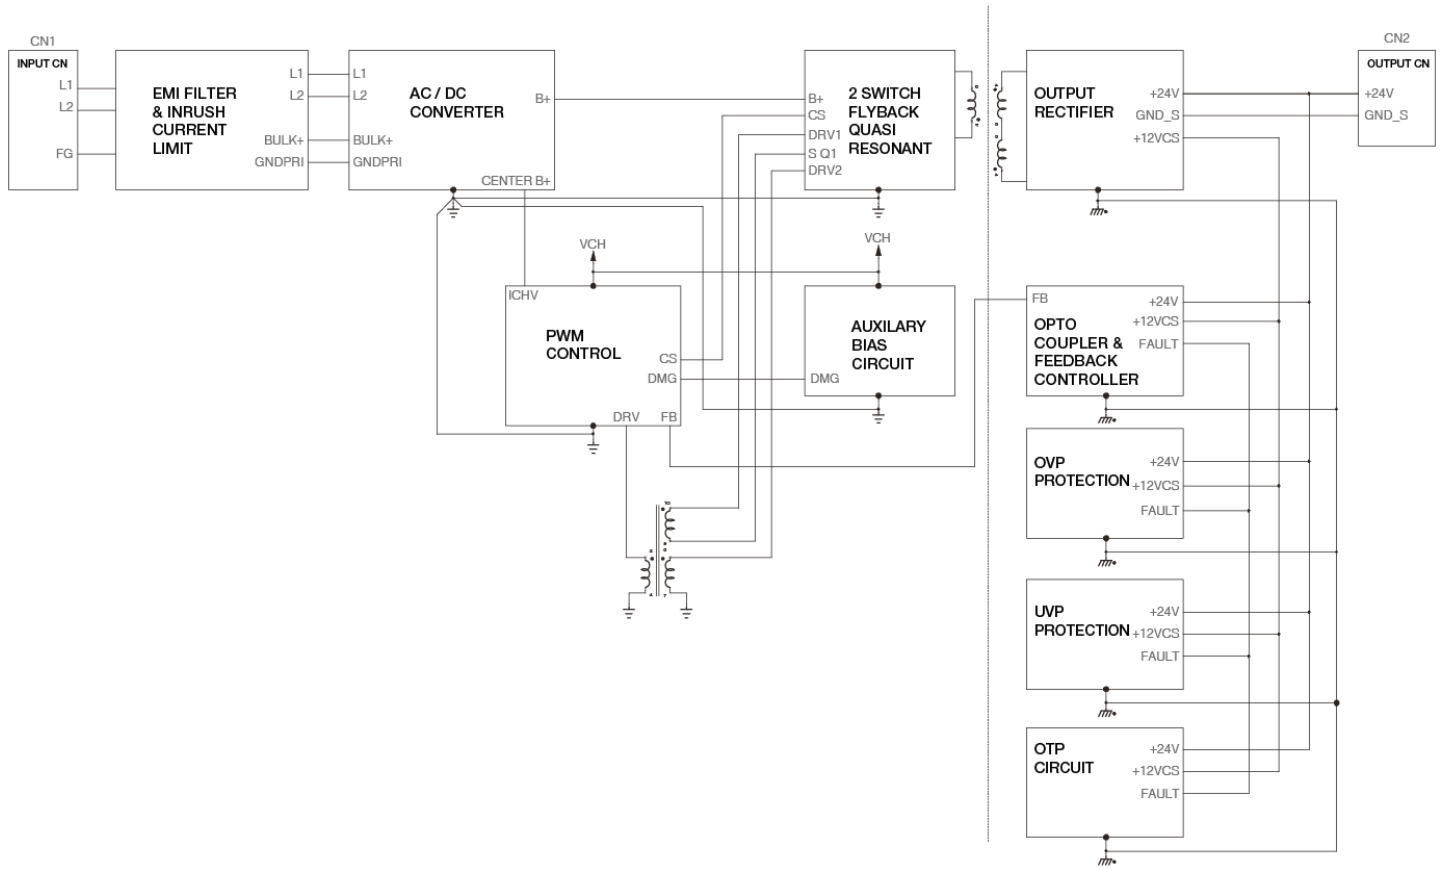 CN1
INPUT CN
L1
L2
FG
EMI FILTER
& INRUSH
CURRENT
LIMIT
L1
L2
BULK+
GNDPRI
AC / DC
CONVERTER
L1
L2
BULK+
GNDPRI
B+
CENTER B+
2 SWITCH
FLYBACK
QUASI
RESONANT
B+
CS
DRV1
S Q1
DRV2
OUTPUT
RECTIFIER
+24V
GND_S
+12VCS
CN2
OUTPUT CN
+24V
GND_S
VCH
VCH
ICHV
PWM
CONTROL
CS
DMG
DRV
FB
AUXILARY
BIAS
CIRCUIT
DMG
FB
OPTO
COUPLER &
FEEDBACK
CONTROLLER
+24V
+12VCS
FAULT
OVP
PROTECTION
+24V
+12VCS
FAULT
UVP
PROTECTION
+24V
+12VCS
FAULT
OTP
CIRCUIT
+24V
+12VCS
FAULT